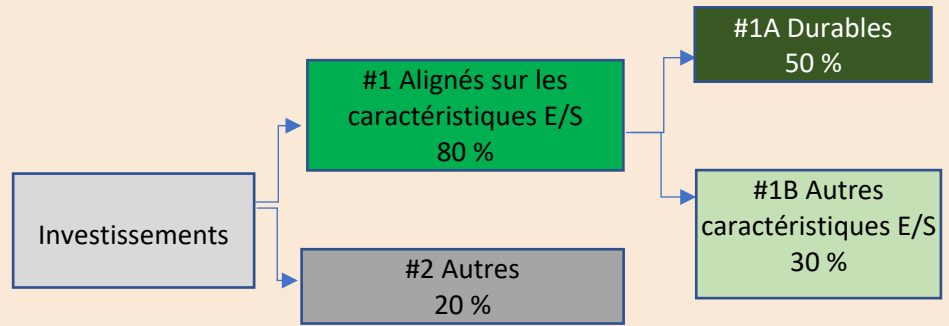 #1A Durables
50 %
#1 Alignés sur les
caractéristiques E/S
80 %
#1B Autres
caractéristiques E/S
30 %
Investissements
#2 Autres
20 %